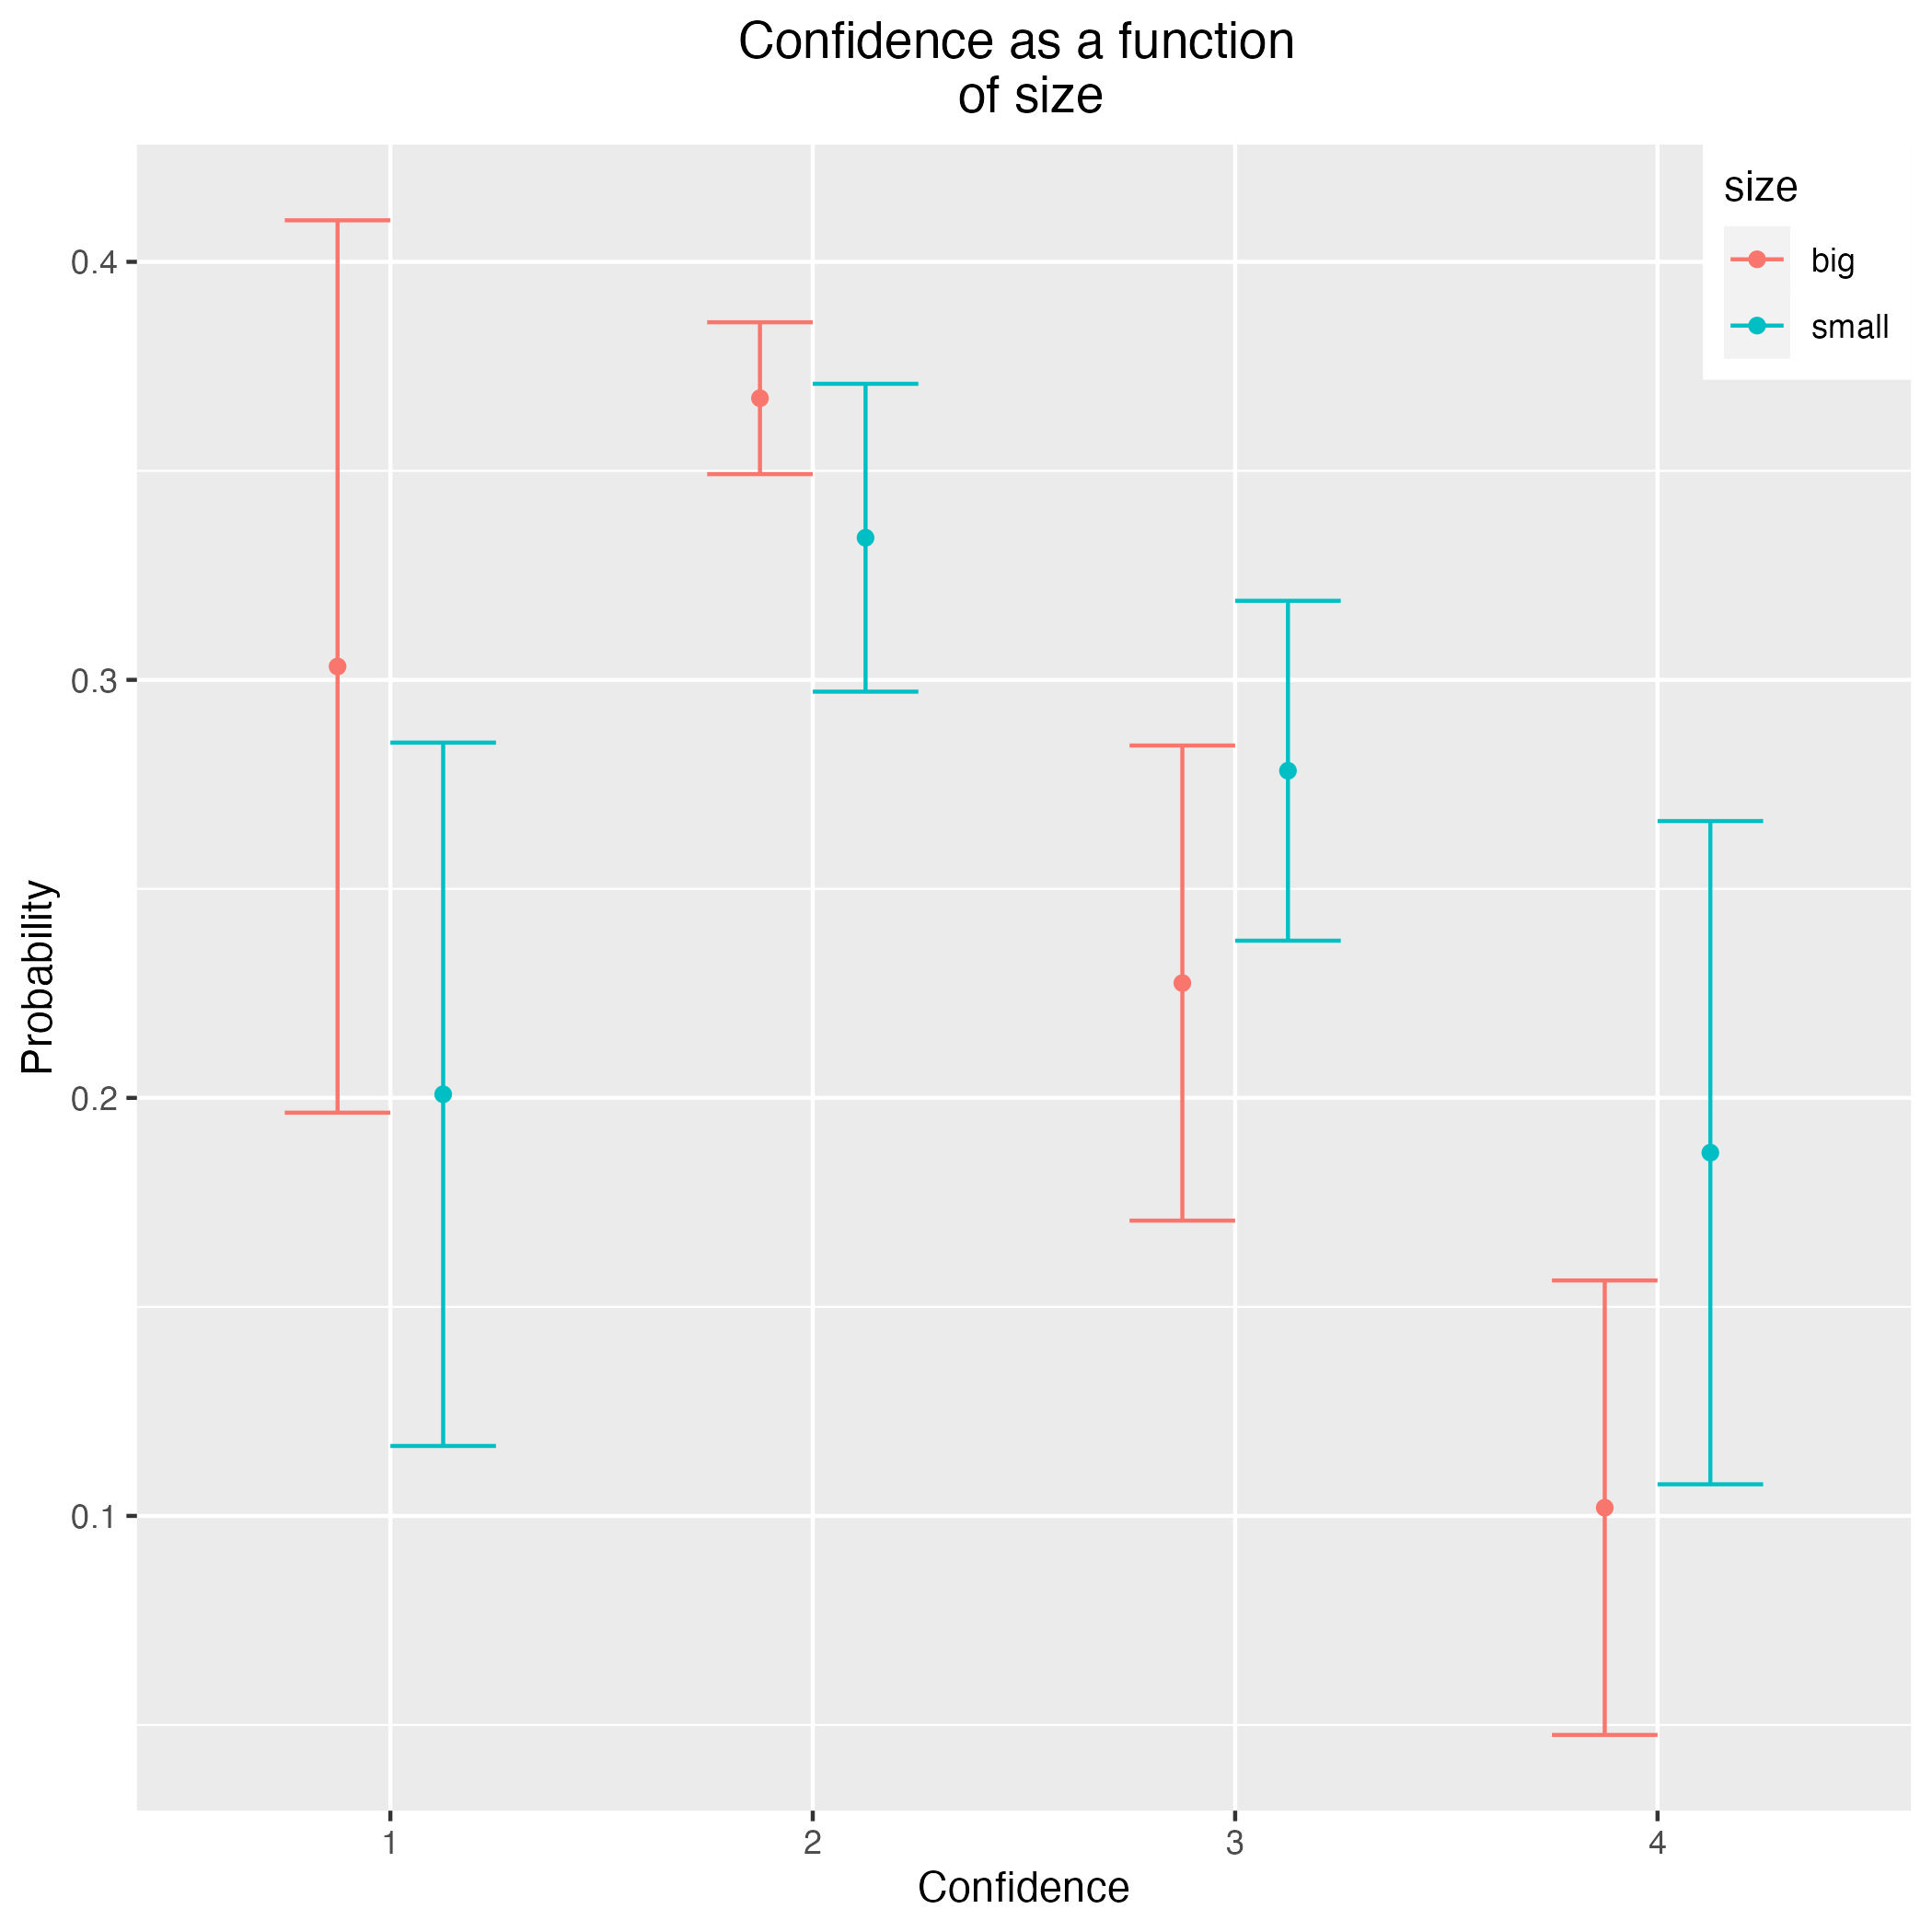 Confidence as a function
of size
size
big
small
0.4
0.3
0.2
0.1
Probability
1 2 3 4
Confidence